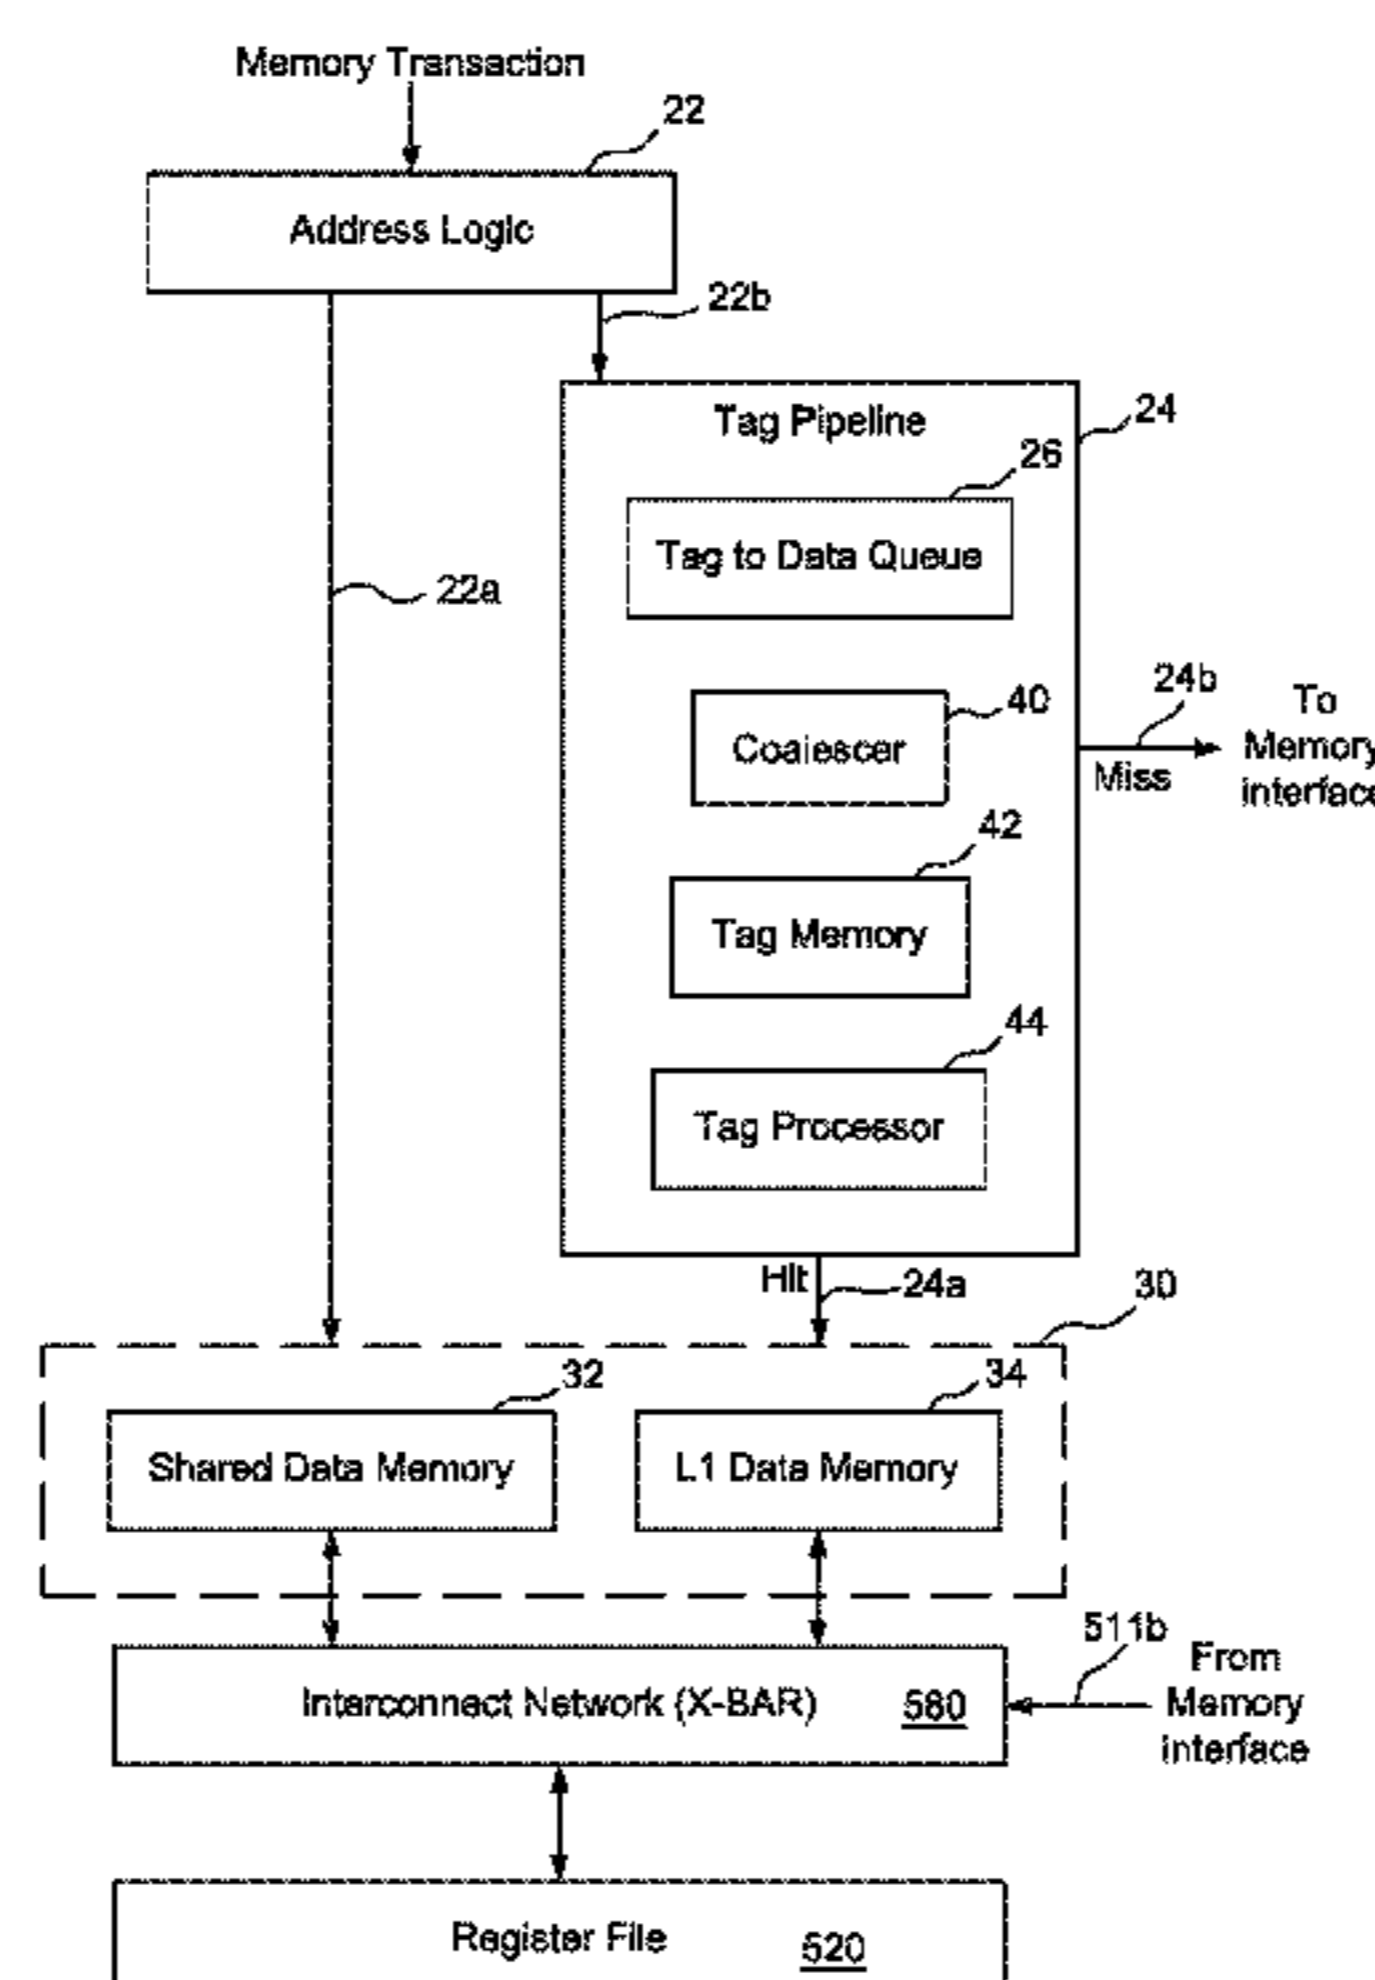 Memory Transaction
22
Address Logic
22b
Tag Pipeline
24
26
Tag to Data Queue
22a
40
Coalescer
24b
To
Memory
interface
Miss
42
Tag Memory
44
Tag Processor
Hit
24a
30
32
34
Shared Data Memory
L1 Data Memory
511b
From
Memory
interface
Interconnect Network (X-BAR) 580
Register File 520